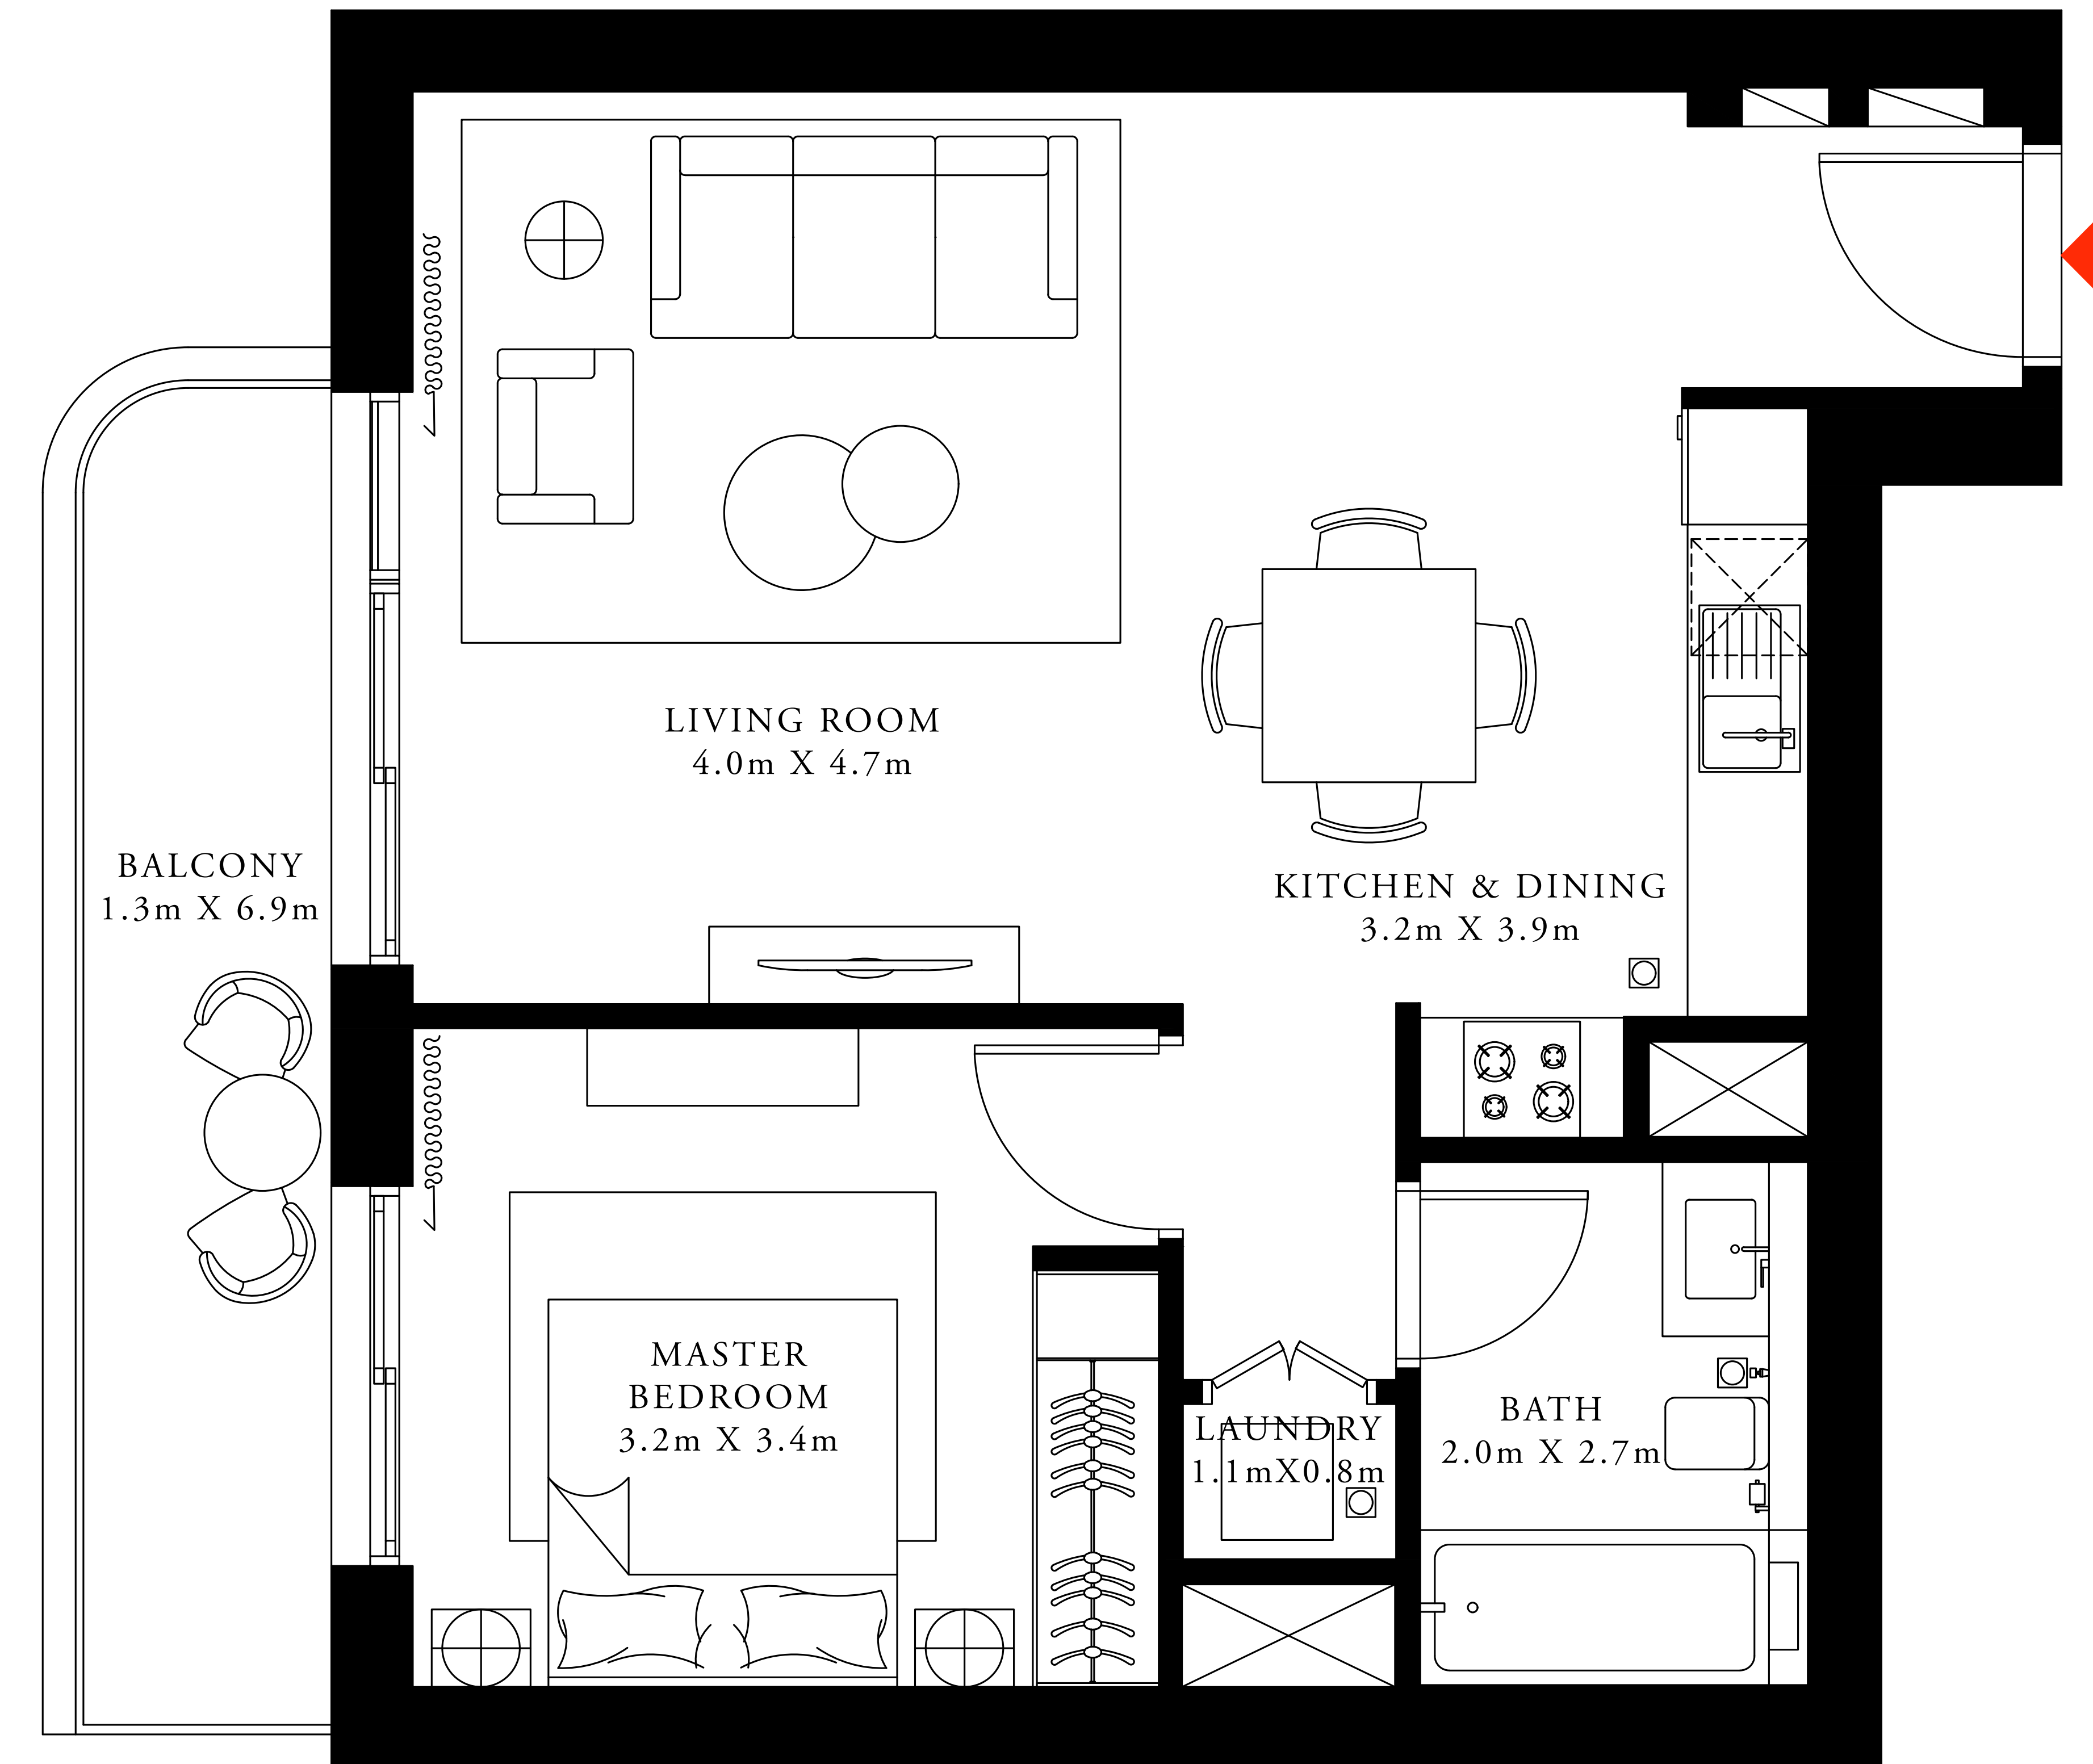 LIVING ROOM
4.0m X 4.7m
BALCONY
1.3m X 6.9m
KITCHEN & DINING
3.2m X 3.9m
MASTER
BEDROOM
3.2m X 3.4m
LAUNDRY
1.1mX0.8m
BATH
2.0m X 2.7m